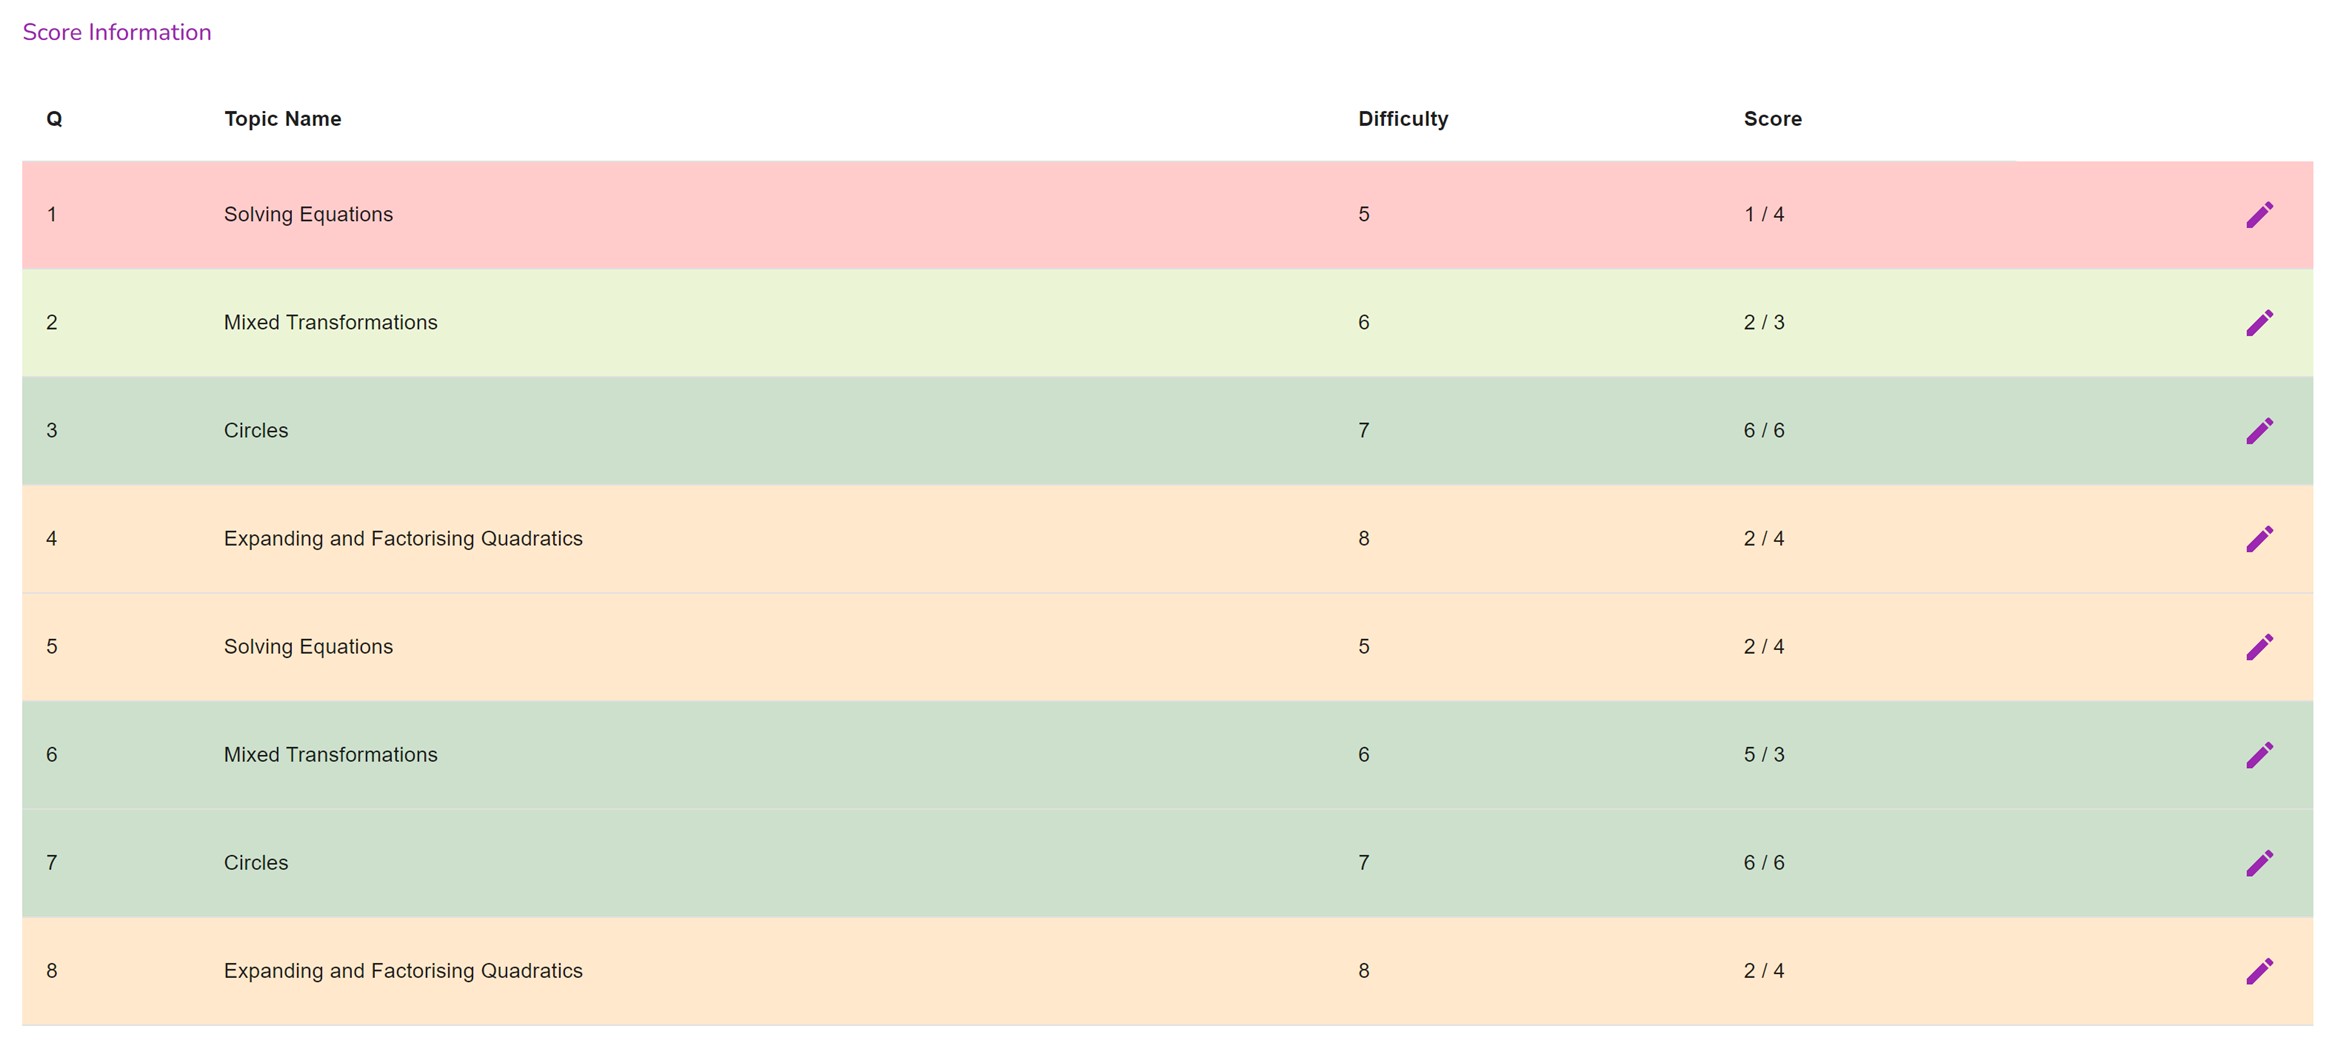 Score Information
Q Topic Name Difficulty Score
1 Solving Equations 5 1 / 4
2 Mixed Transformations 6 2 / 3
3 Circles 7 6 / 6
4 Expanding and Factorising Quadratics 8 2 / 4
5 Solving Equations 5 2 / 4
6 Mixed Transformations 6 5 / 3
7 Circles 7 6 / 6
8 Expanding and Factorising Quadratics 8 2 / 4